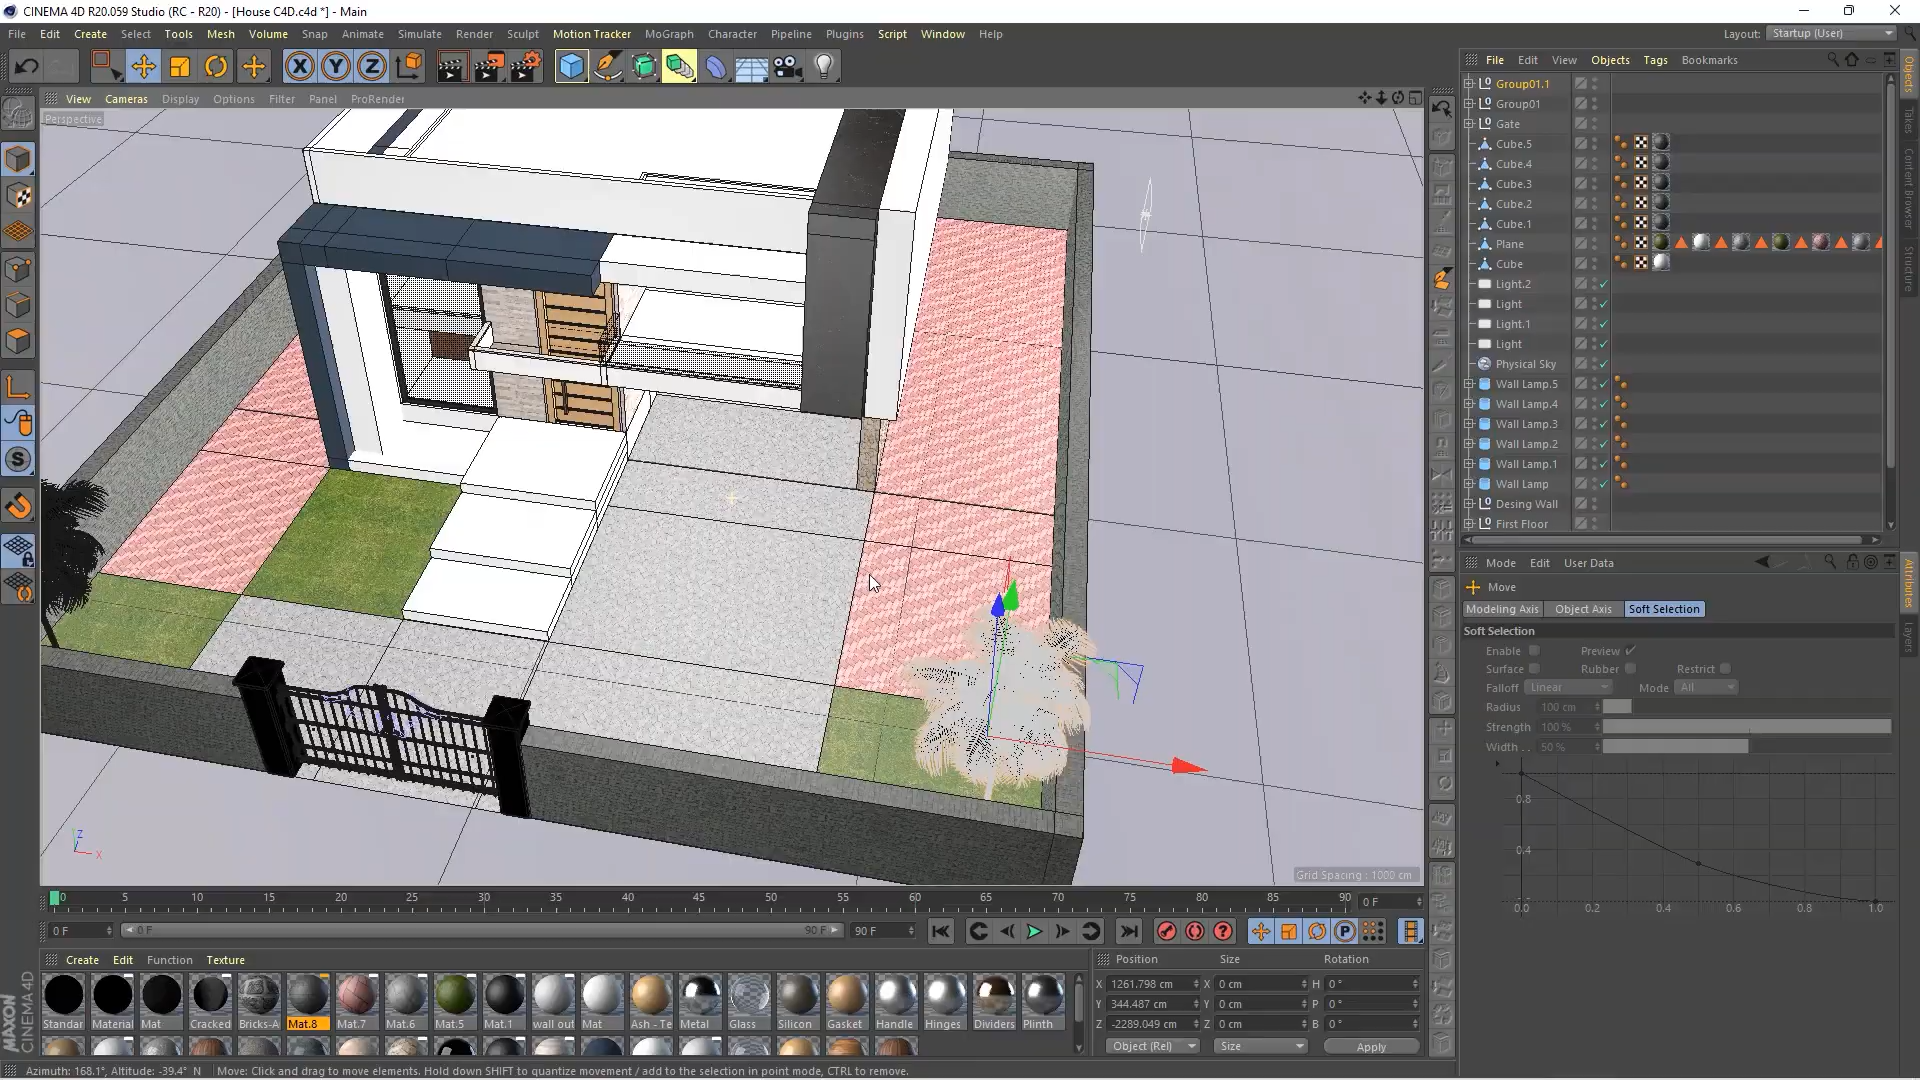 CINEMA 4D R20.059 Studio (RC - R20) - [House C4D.c4d *] - Main
File Edit Create Select Tools Mesh Volume Snap Animate Simulate Render Sculpt Motion Tracker MoGraph Character Pipeline Plugins Script Window Help
Layout: Startup (User)
X Y Z
File Edit View Objects Tags Bookmarks
View Cameras Display Options Filter Panel ProRender
Perspective
Group01.1
Group01
Gate
Cube.5
Cube.4
Cube.3
Cube.2
Cube.1
Plane
Cube
Light.2
Light
Light.1
Light
Physical Sky
Wall Lamp.5
Wall Lamp.4
Wall Lamp.3
Wall Lamp.2
Wall Lamp.1
Wall Lamp
Desing Wall
First Floor
Objects
Takes
Content Browser
Structure
Mode Edit User Data
Move
Modeling Axis Object Axis Soft Selection
Soft Selection
Enable Preview
Surface Rubber Restrict
Falloff Linear Mode All
Radius 100 cm
Strength 100 %
Width . . 50 %
0.8
0.4
0.0 0.2 0.4 0.6 0.8 1.0
Attributes
Layers
Z
X
Grid Spacing : 1000 cm
0 5 10 15 20 25 30 35 40 45 50 55 60 65 70 75 80 85 90 0 F
0 F 0 F 90 F 90 F
Create Edit Function Texture
Standar Material Mat Cracked Bricks-A Mat.8 Mat.7 Mat.6 Mat.5 Mat.1 wall out Mat Ash - Te Metal Glass Silicon Gasket Handle Hinges Dividers Plinth
Position Size Rotation
X 1261.798 cm X 0 cm H 0 °
Y 344.487 cm Y 0 cm P 0 °
Z -2289.049 cm Z 0 cm B 0 °
Object (Rel) Size Apply
MAXON
CINEMA 4D
Azimuth: 168.1°, Altitude: -39.4° N Move: Click and drag to move elements. Hold down SHIFT to quantize movement / add to the selection in point mode, CTRL to remove.